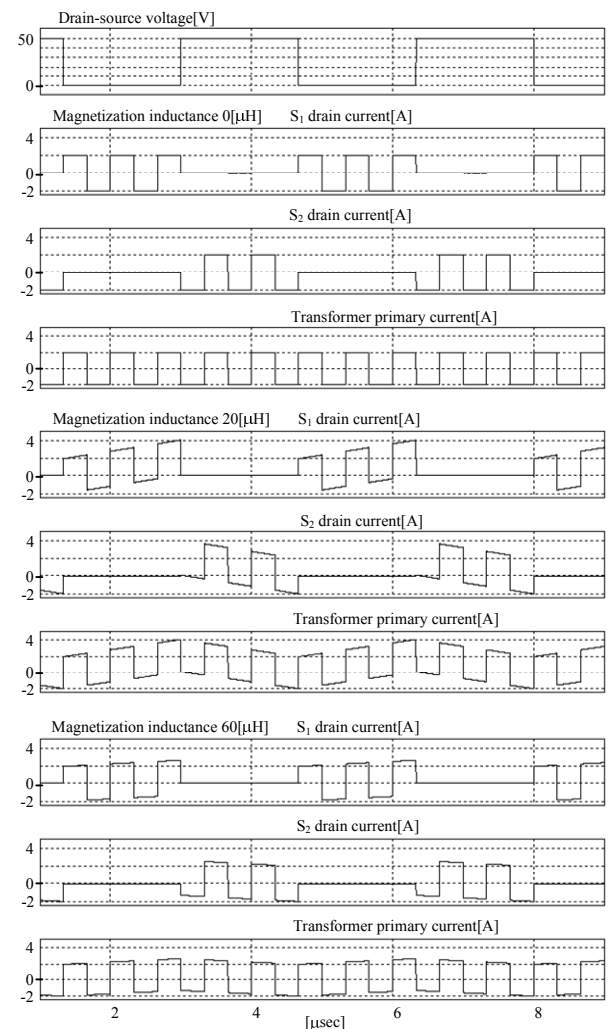 Drain-source voltage[V]
50
0
Magnetization inductance 0[μH] S1 drain current[A]
4
0
-2
S2 drain current[A]
4
0
-2
Transformer primary current[A]
4
0
-2
Magnetization inductance 20[μH] S1 drain current[A]
4
0
-2
S2 drain current[A]
4
0
-2
Transformer primary current[A]
4
0
-2
Magnetization inductance 60[μH] S1 drain current[A]
4
0
-2
S2 drain current[A]
4
0
-2
Transformer primary current[A]
4
0
-2
2 4 6 8
[μsec]